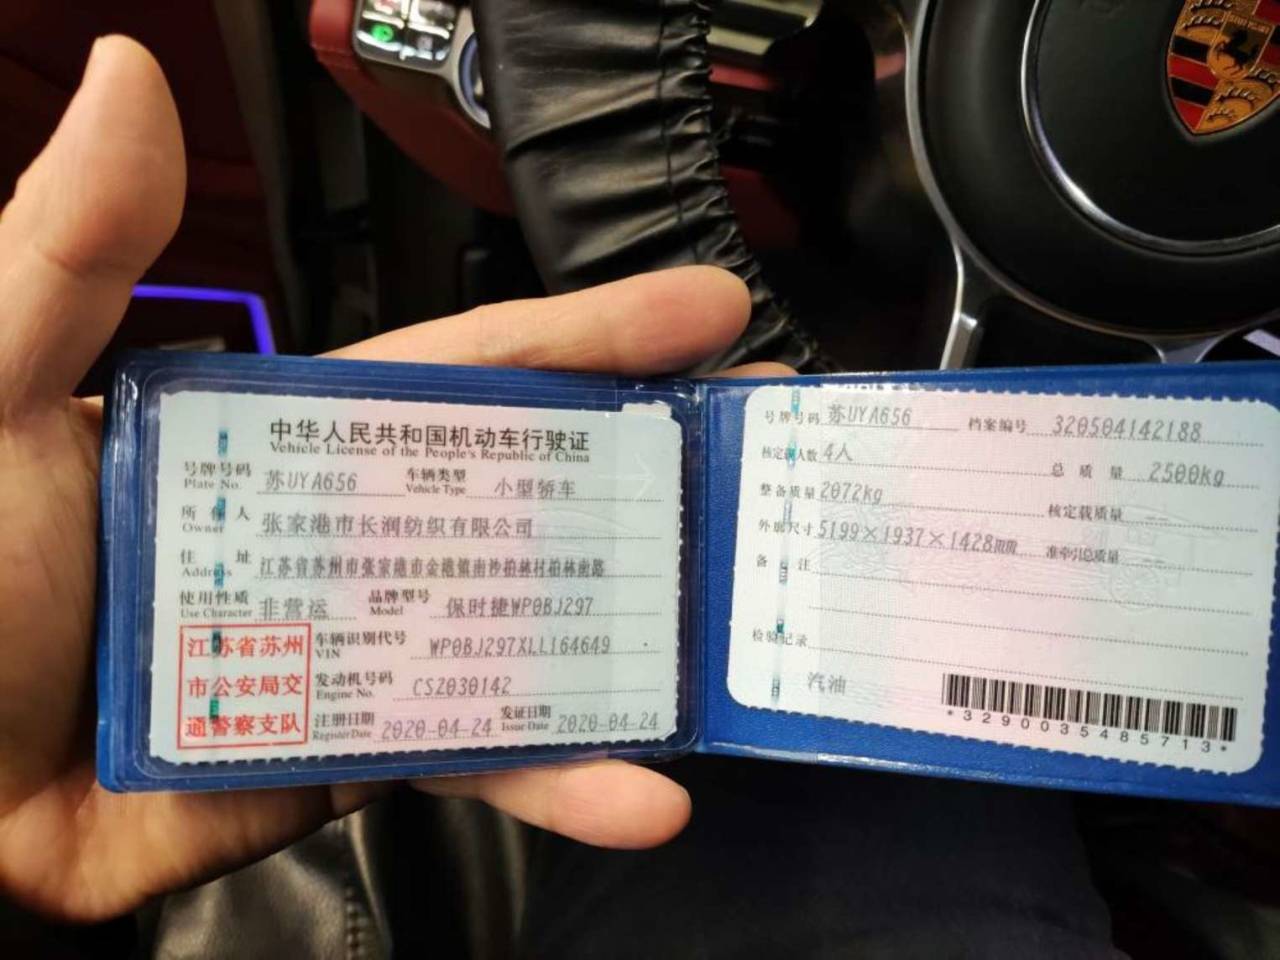 中华人民共和国机动车行驶证
Vehicle License of the People's Republic of China
号牌号码 苏UYA656 车辆类型 小型轿车
Plate No. Vehicle Type
所有人 张家港市长润纺织有限公司
Owner
住址 江苏省苏州市张家港市金港镇南沙柏林村柏林南路
Address
使用性质 非营运 品牌型号 保时捷WP0BJ297
Use Character Model
江苏省苏州
市公安局交
通警察支队
车辆识别代号 WP0BJ297XLL164649
VIN
发动机号码 CS2030142
Engine No.
注册日期 2020-04-24 发证日期 2020-04-24
Register Date Issue Date
号牌号码 苏UYA656 档案编号 320504142188
核定载人数 4人 总质量 2500kg
整备质量 2072kg 核定载质量 --
外廓尺寸 5199×1937×1428mm 准牵引总质量 --
备注
检验记录
汽油
*3290035485713*